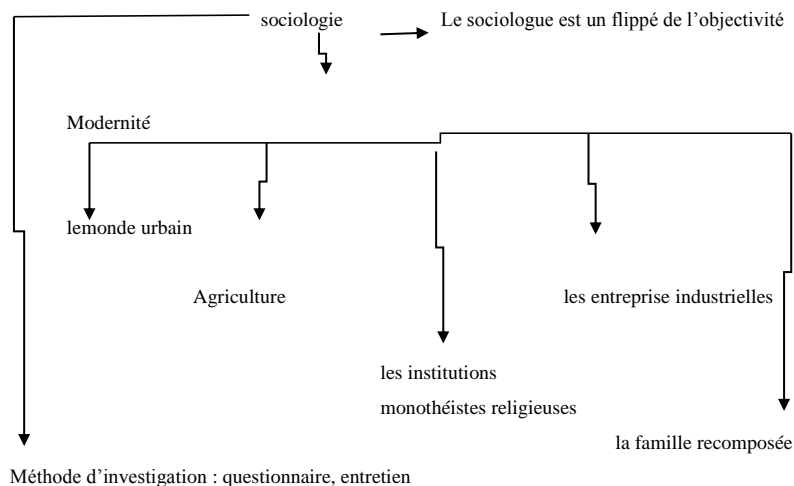 sociologie
Le sociologue est un flippé de l’objectivité
Modernité
lemonde urbain
Agriculture
les entreprise industrielles
les institutions
monothéistes religieuses
la famille recomposée
Méthode d’investigation : questionnaire, entretien